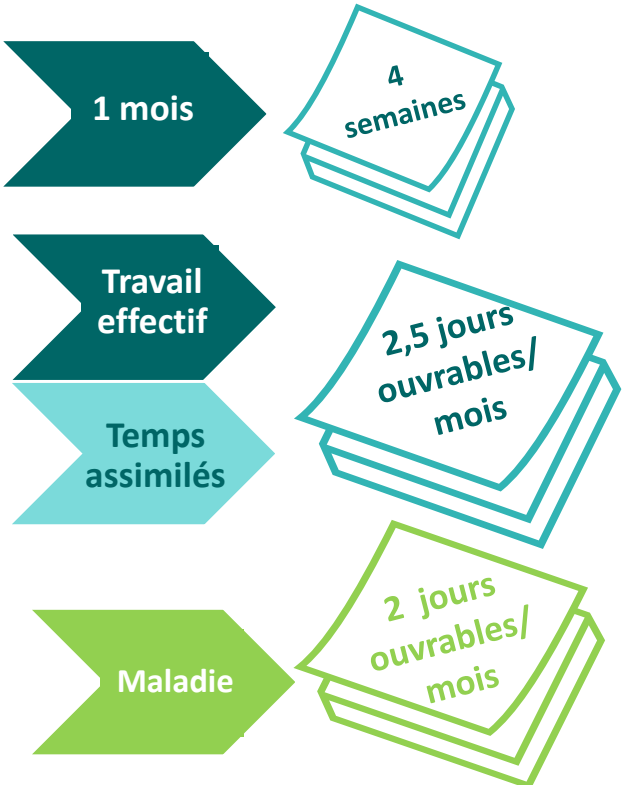 1 mois
4
semaines
Travail
effectif
2,5 jours
ouvrables/
mois
Temps
assimilés
Maladie
2 jours
ouvrables/
mois